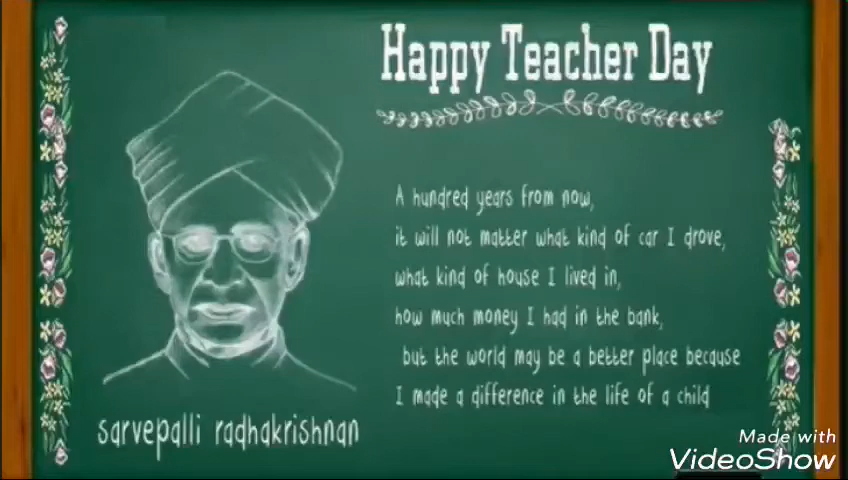 Happy Teacher Day
A hundred years from now,
it will not matter what kind of car I drove,
what kind of house I lived in,
how much money I had in the bank,
but the world may be a better place because
I made a difference in the life of a child
sarvepalli radhakrishnan
Made with
VideoShow